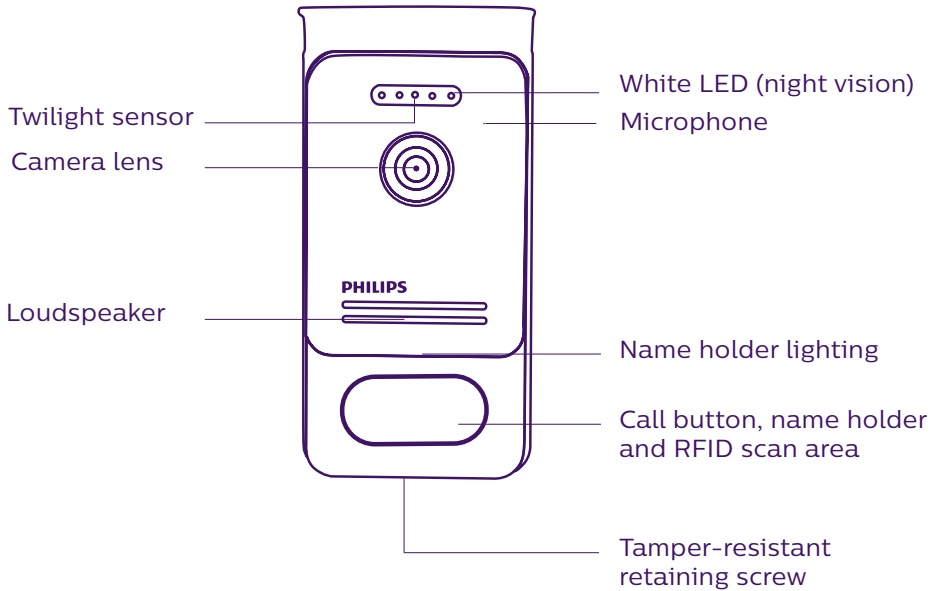 White LED (night vision)
Twilight sensor
Microphone
Camera lens
PHILIPS
Loudspeaker
Name holder lighting
Call button, name holder
and RFID scan area
Tamper-resistant
retaining screw